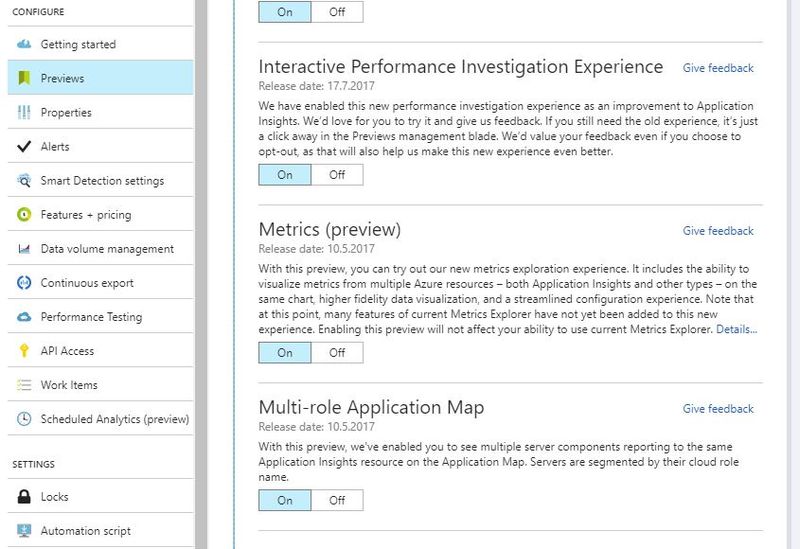 CONFIGURE
Getting started
Previews
Properties
Alerts
Smart Detection settings
Features + pricing
Data volume management
Continuous export
Performance Testing
API Access
Work Items
Scheduled Analytics (preview)
SETTINGS
Locks
Automation script
On Off
Interactive Performance Investigation Experience Give feedback
Release date: 17.7.2017
We have enabled this new performance investigation experience as an improvement to Application
Insights. We'd love for you to try it and give us feedback. If you still need the old experience, it's just
a click away in the Previews management blade. We'd value your feedback even if you choose to
opt-out, as that will also help us make this new experience even better.
On Off
Metrics (preview) Give feedback
Release date: 10.5.2017
With this preview, you can try out our new metrics exploration experience. It includes the ability to
visualize metrics from multiple Azure resources – both Application Insights and other types – on the
same chart, higher fidelity data visualization, and a streamlined configuration experience. Note that
at this point, many features of current Metrics Explorer have not yet been added to this new
experience. Enabling this preview will not affect your ability to use current Metrics Explorer. Details...
On Off
Multi-role Application Map Give feedback
Release date: 10.5.2017
With this preview, we've enabled you to see multiple server components reporting to the same
Application Insights resource on the Application Map. Servers are segmented by their cloud role
name.
On Off